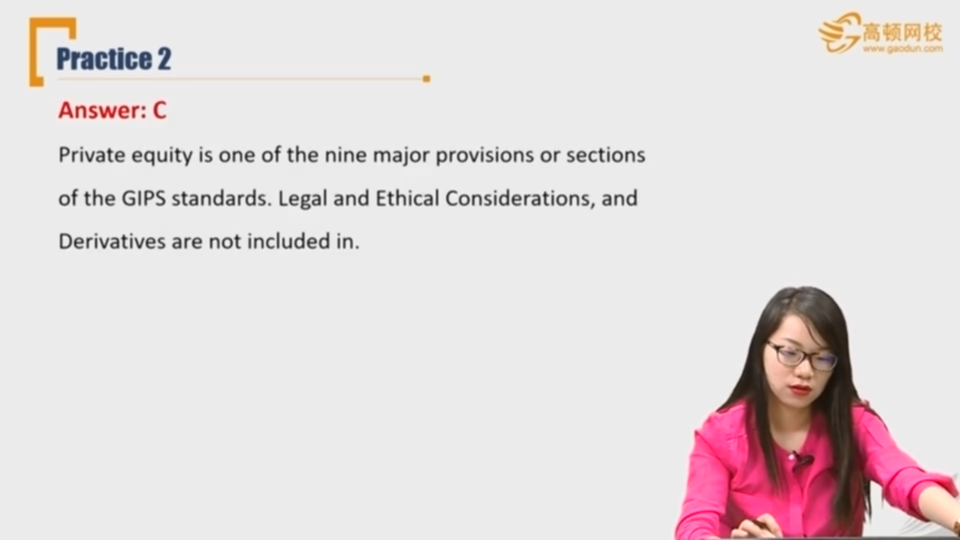 Practice 2
高顿网校
www.gaodun.com
Answer: C
Private equity is one of the nine major provisions or sections
of the GIPS standards. Legal and Ethical Considerations, and
Derivatives are not included in.